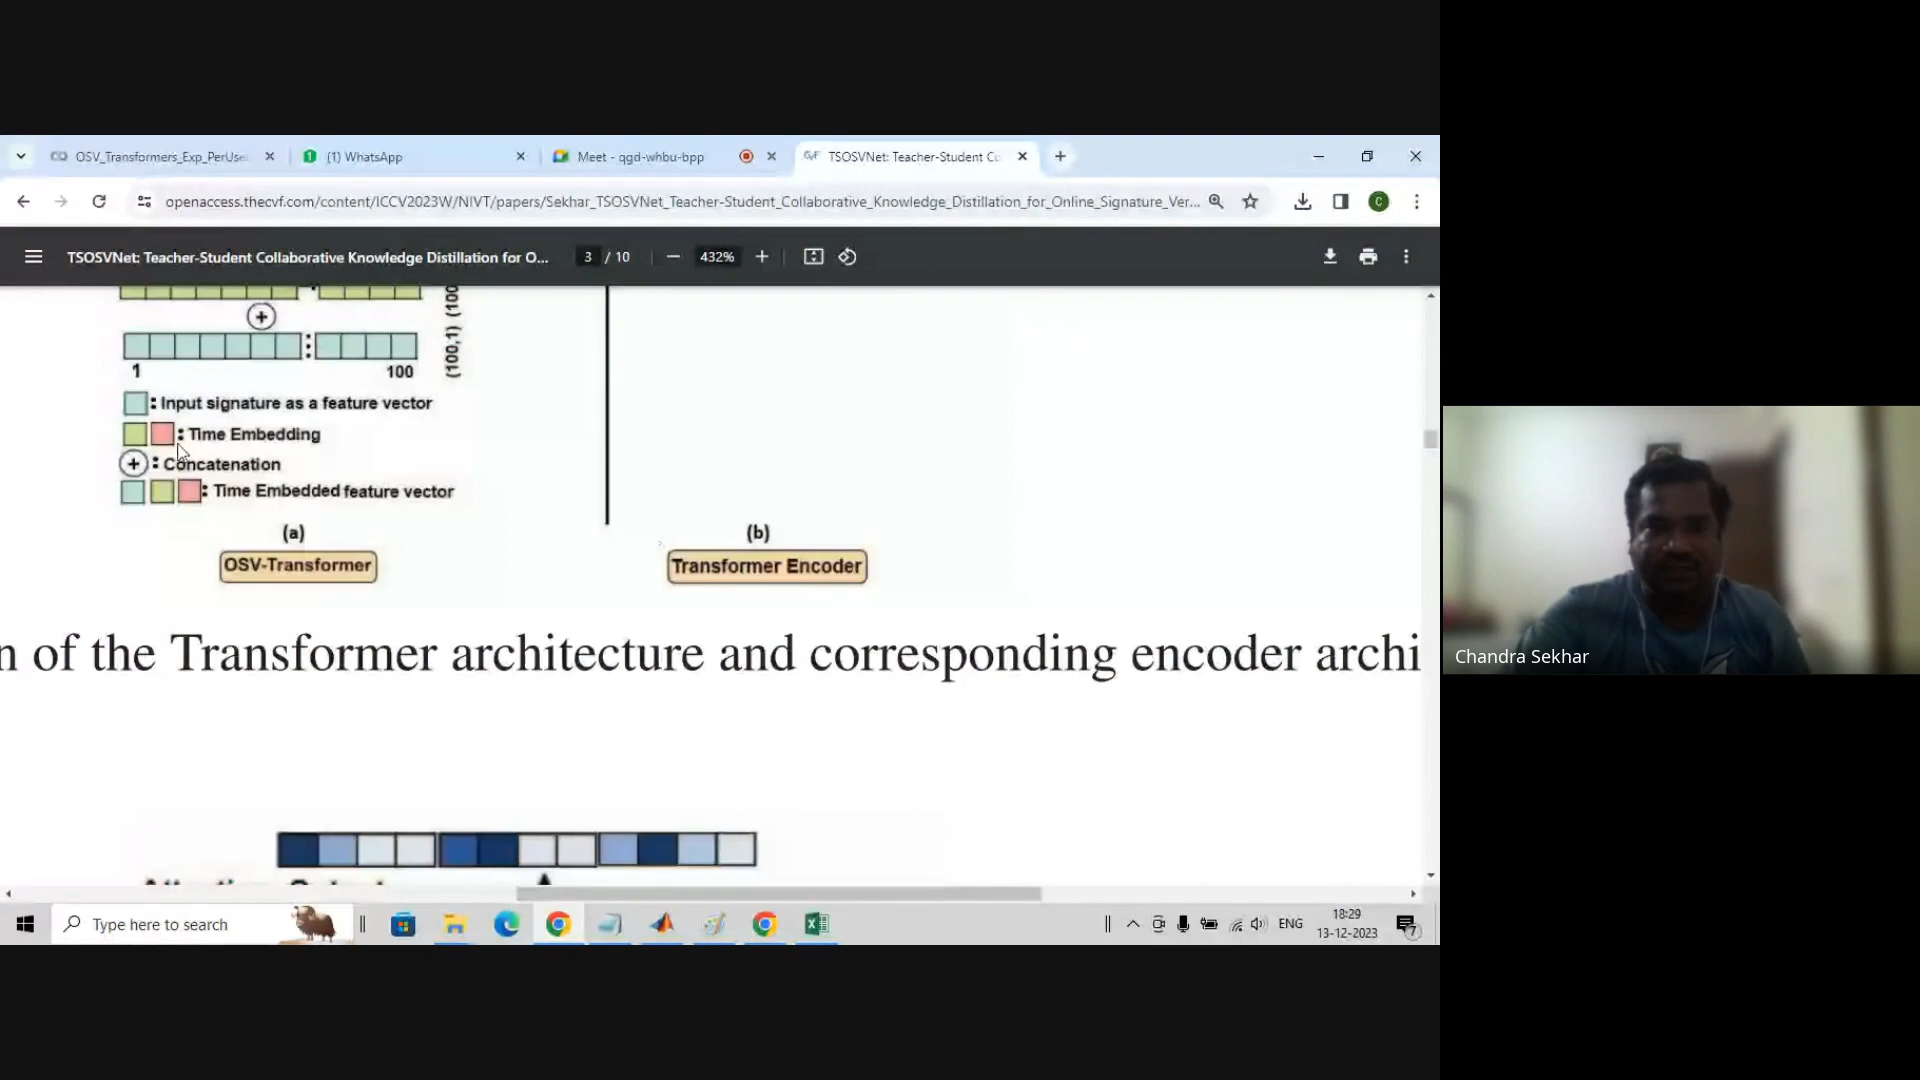 OSV_Transformers_Exp_PerUse
(1) WhatsApp
Meet - qgd-whbu-bpp
TSOSVNet: Teacher-Student Co
openaccess.thecvf.com/content/ICCV2023W/NIVT/papers/Sekhar_TSOSVNet_Teacher-Student_Collaborative_Knowledge_Distillation_for_Online_Signature_Ver...
C
TSOSVNet: Teacher-Student Collaborative Knowledge Distillation for O...
3 / 10
432%
(100,1) (100
1
100
: Input signature as a feature vector
: Time Embedding
+ : Concatenation
: Time Embedded feature vector
(a)
(b)
OSV-Transformer
Transformer Encoder
n of the Transformer architecture and corresponding encoder archi
Chandra Sekhar
Type here to search
ENG
18:29
13-12-2023
7